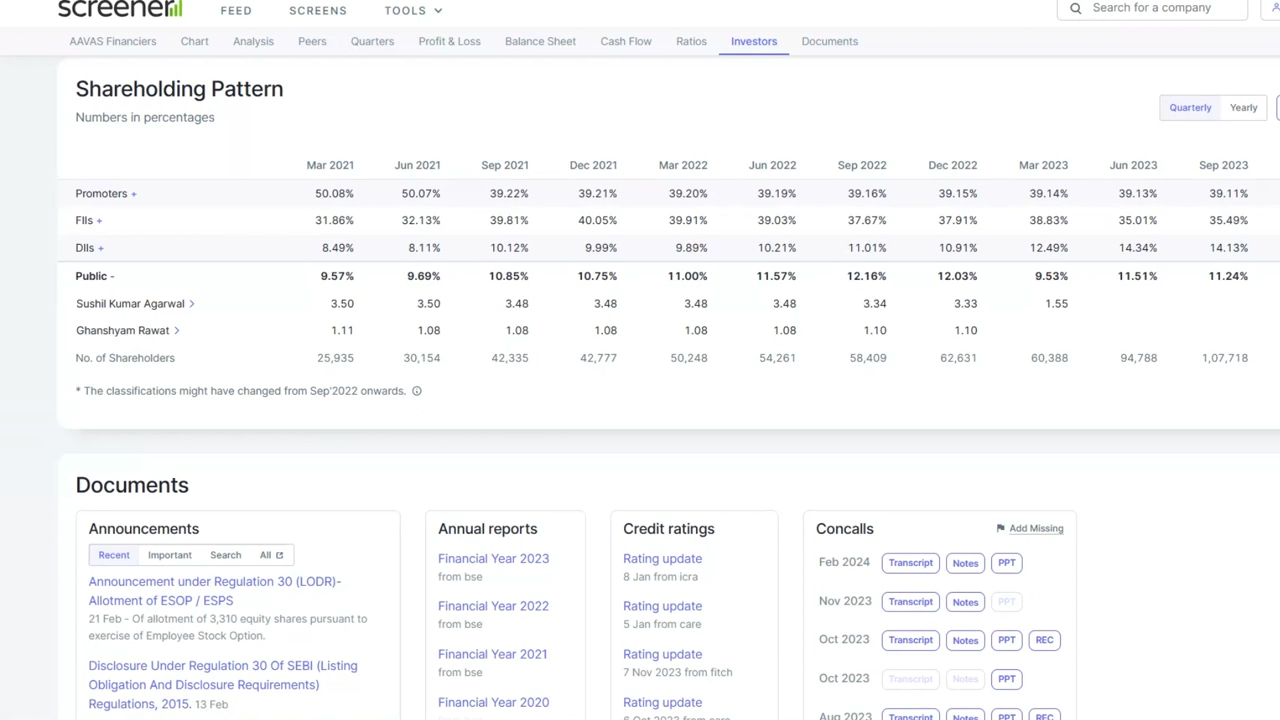 screener
FEED SCREENS TOOLS
Search for a company
AAVAS Financiers Chart Analysis Peers Quarters Profit & Loss Balance Sheet Cash Flow Ratios Investors Documents
Shareholding Pattern
Numbers in percentages
Quarterly Yearly
Mar 2021 Jun 2021 Sep 2021 Dec 2021 Mar 2022 Jun 2022 Sep 2022 Dec 2022 Mar 2023 Jun 2023 Sep 2023
Promoters + 50.08% 50.07% 39.22% 39.21% 39.20% 39.19% 39.16% 39.15% 39.14% 39.13% 39.11%
FIIs + 31.86% 32.13% 39.81% 40.05% 39.91% 39.03% 37.67% 37.91% 38.83% 35.01% 35.49%
DIIs + 8.49% 8.11% 10.12% 9.99% 9.89% 10.21% 11.01% 10.91% 12.49% 14.34% 14.13%
Public - 9.57% 9.69% 10.85% 10.75% 11.00% 11.57% 12.16% 12.03% 9.53% 11.51% 11.24%
Sushil Kumar Agarwal 3.50 3.50 3.48 3.48 3.48 3.48 3.34 3.33 1.55
Ghanshyam Rawat 1.11 1.08 1.08 1.08 1.08 1.08 1.10 1.10
No. of Shareholders 25,935 30,154 42,335 42,777 50,248 54,261 58,409 62,631 60,388 94,788 1,07,718
* The classifications might have changed from Sep'2022 onwards.
Documents
Announcements
Recent Important Search All
Announcement under Regulation 30 (LODR)-
Allotment of ESOP / ESPS
21 Feb - Of allotment of 3,310 equity shares pursuant to
exercise of Employee Stock Option.
Disclosure Under Regulation 30 Of SEBI (Listing
Obligation And Disclosure Requirements)
Regulations, 2015. 13 Feb
Annual reports
Financial Year 2023
from bse
Financial Year 2022
from bse
Financial Year 2021
from bse
Financial Year 2020
Credit ratings
Rating update
8 Jan from icra
Rating update
5 Jan from care
Rating update
7 Nov 2023 from fitch
Rating update
6 Oct 2023 from care
Concalls Add Missing
Feb 2024 Transcript Notes PPT
Nov 2023 Transcript Notes PPT
Oct 2023 Transcript Notes PPT REC
Oct 2023 Transcript Notes PPT
Aug 2023 Transcript Notes PPT REC